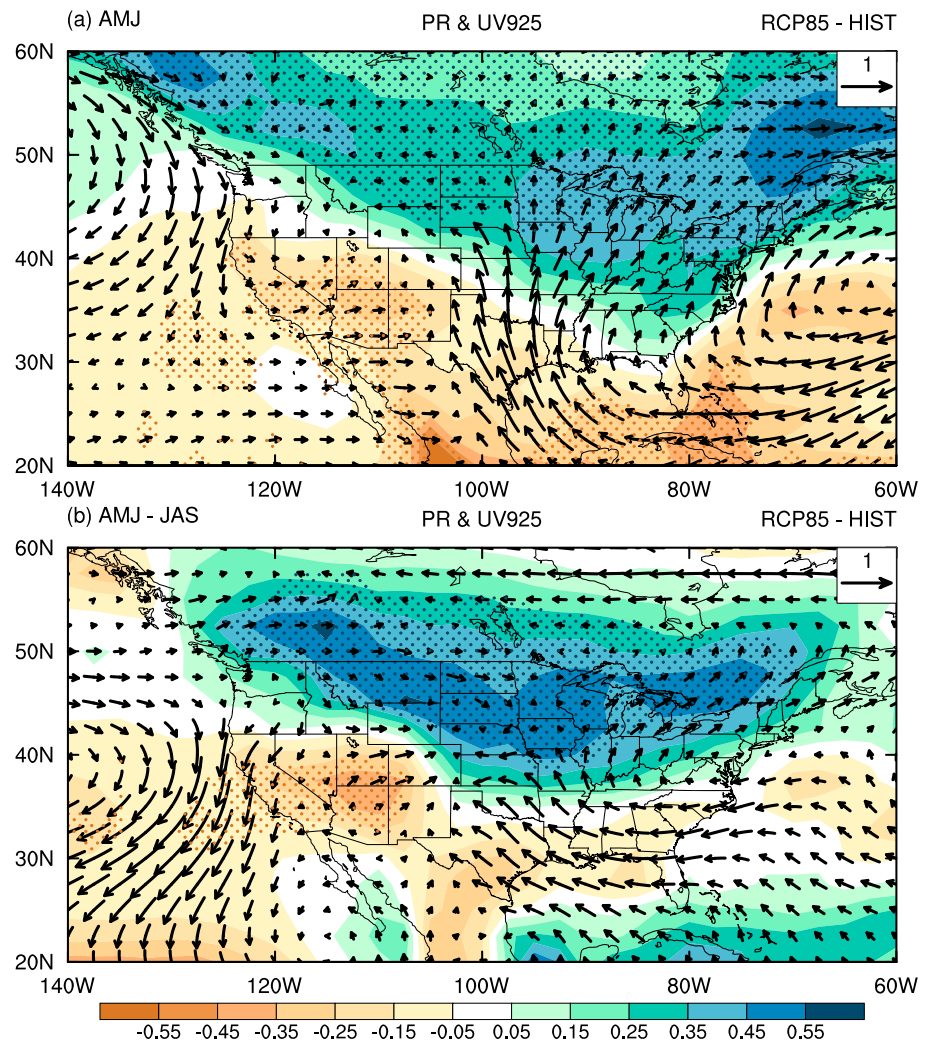 (a) AMJ PR & UV925 RCP85 - HIST
60N
1
50N
40N
30N
20N
140W 120W 100W 80W 60W
(b) AMJ - JAS PR & UV925 RCP85 - HIST
60N
1
50N
40N
30N
20N
140W 120W 100W 80W 60W
-0.55 -0.45 -0.35 -0.25 -0.15 -0.05 0.05 0.15 0.25 0.35 0.45 0.55